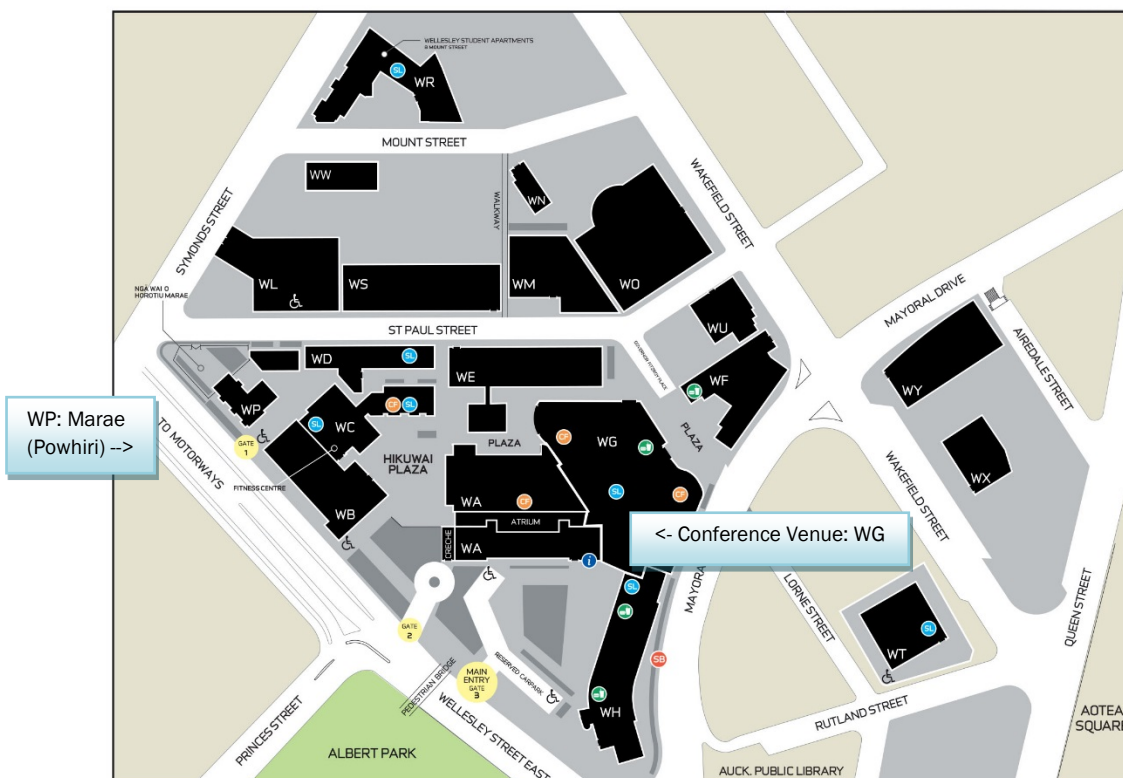 WELLESLEY STUDENT APARTMENTS
8 MOUNT STREET
SL
WR
MOUNT STREET
WW
WALKWAY
WN
WAKEFIELD STREET
SYMONDS STREET
WL
WS
WM
WO
NGA WAI O
HOROTIU MARAE
MAYORAL DRIVE
AIREDALE STREET
ST PAUL STREET
WU
WD
SL
WE
GOVERNOR FITZROY PLACE
WF
WY
WP: Marae
(Powhiri) -->
WP
CF
SL
SL
WC
GATE
1
TO MOTORWAYS
HIKUWAI
PLAZA
PLAZA
CF
WG
PLAZA
WAKEFIELD STREET
WX
FITNESS CENTRE
WB
WA
CF
SL
CF
ATRIUM
CRECHE
WA
i
<- Conference Venue: WG
SL
MAYORA
LORNE STREET
QUEEN STREET
WT
SL
GATE
2
SB
MAIN
ENTRY
GATE
3
RESERVED CARPARK
PEDESTRIAN BRIDGE
WH
RUTLAND STREET
AOTEA
SQUARE
PRINCES STREET
WELLESLEY STREET EAST
ALBERT PARK
AUCK. PUBLIC LIBRARY